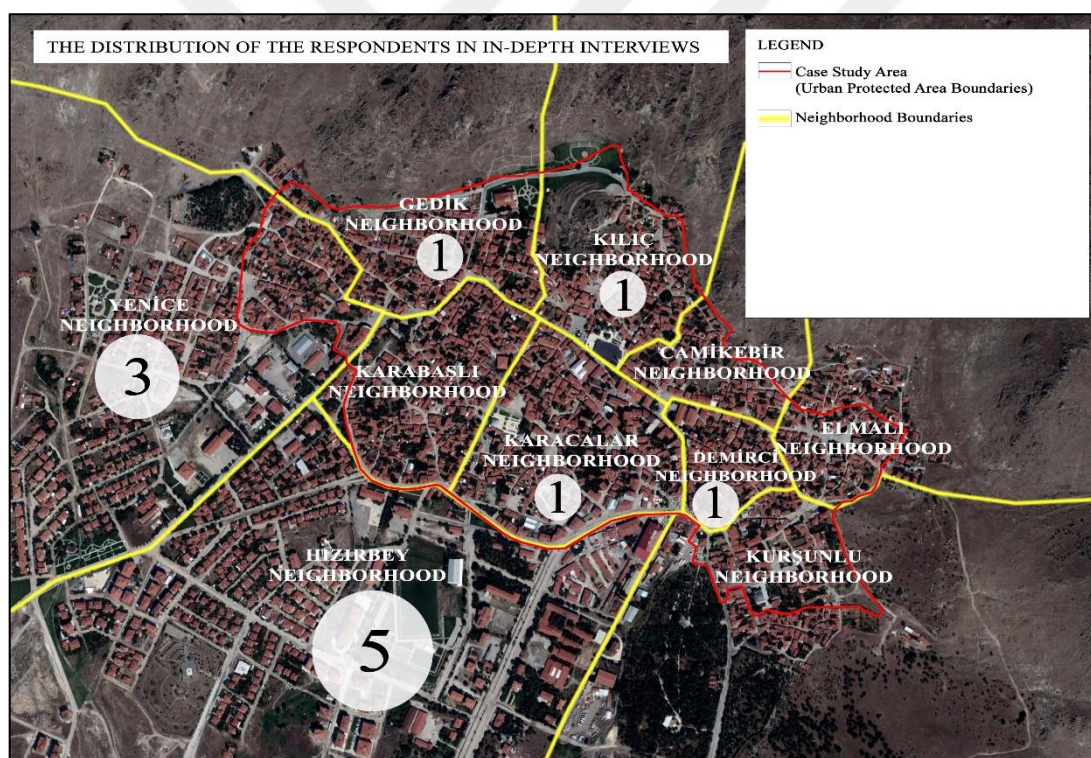 THE DISTRIBUTION OF THE RESPONDENTS IN IN-DEPTH INTERVIEWS
LEGEND
Case Study Area
(Urban Protected Area Boundaries)
Neighborhood Boundaries
GEDİK
NEIGHBORHOOD
1
KILIÇ
NEIGHBORHOOD
1
YENİCE
NEIGHBORHOOD
3
KARABAŞLI
NEIGHBORHOOD
CAMİKEBİR
NEIGHBORHOOD
KARACALAR
NEIGHBORHOOD
1
DEMİRCİ
NEIGHBORHOOD
1
ELMALI
NEIGHBORHOOD
HIZIRBEY
NEIGHBORHOOD
5
KURŞUNLU
NEIGHBORHOOD